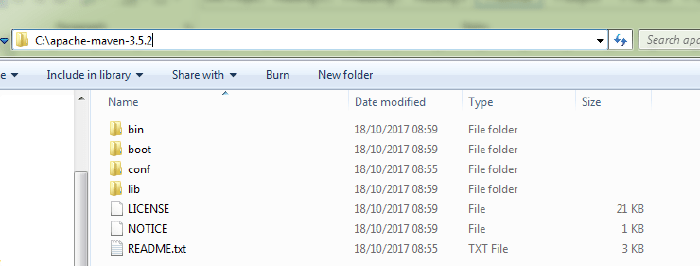 C:\apache-maven-3.5.2 Search apa
e Include in library Share with Burn New folder
Name Date modified Type Size
bin 18/10/2017 08:59 File folder
boot 18/10/2017 08:59 File folder
conf 18/10/2017 08:55 File folder
lib 18/10/2017 08:59 File folder
LICENSE 18/10/2017 08:59 File 21 KB
NOTICE 18/10/2017 08:59 File 1 KB
README.txt 18/10/2017 08:55 TXT File 3 KB